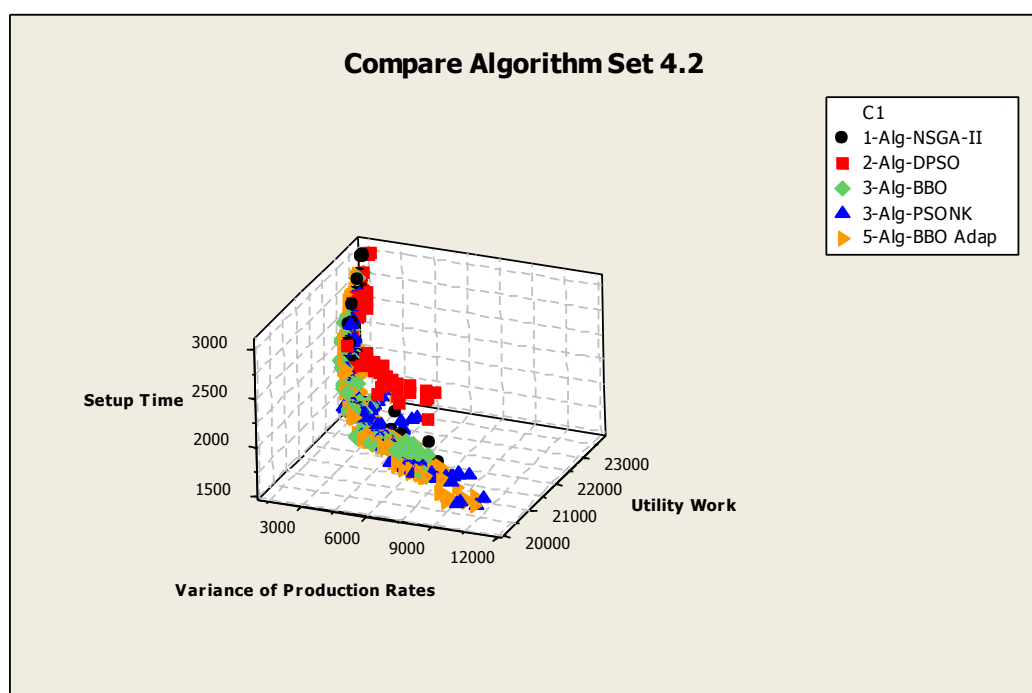 Compare Algorithm Set 4.2
C1
1-Alg-NSGA-II
2-Alg-DPSO
3-Alg-BBO
3-Alg-PSONK
5-Alg-BBO Adap
3000
2500
2000
1500
Setup Time
3000
6000
9000
12000
Variance of Production Rates
23000
22000
21000
20000
Utility Work